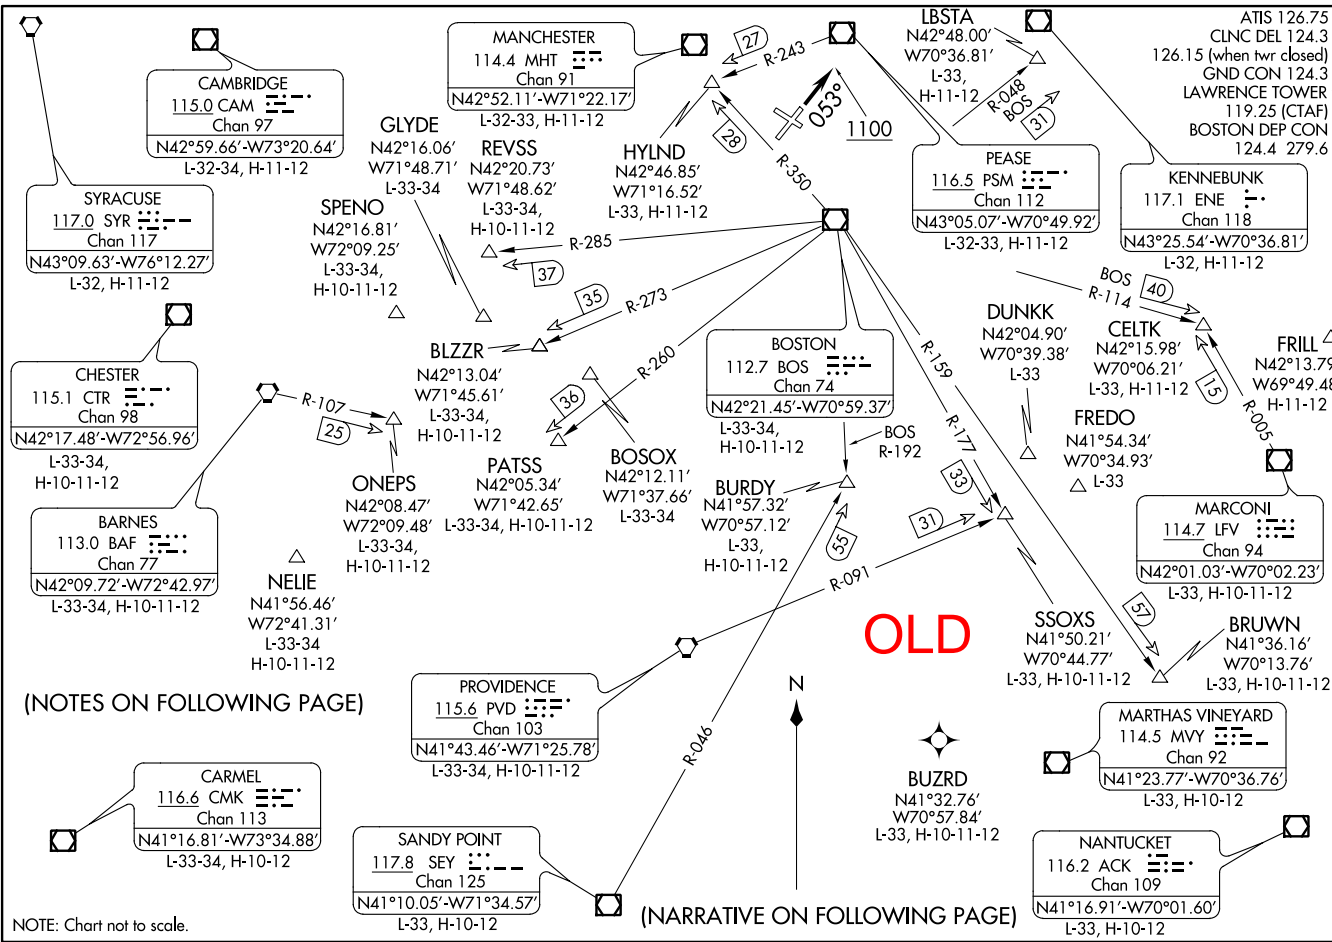 ATIS 126.75
CLNC DEL 124.3
126.15 (when twr closed)
GND CON 124.3
LAWRENCE TOWER
119.25 (CTAF)
BOSTON DEP CON
124.4 279.6
MANCHESTER
114.4 MHT
Chan 91
N42°52.11'-W71°22.17'
L-32-33, H-11-12
27
R-243
LBSTA
N42°48.00'
W70°36.81'
L-33,
H-11-12
R-048
BOS
31
CAMBRIDGE
115.0 CAM
Chan 97
N42°59.66'-W73°20.64'
L-32-34, H-11-12
053°
1100
28
R-350
GLYDE
N42°16.06'
W71°48.71'
L-33-34
REVSS
N42°20.73'
W71°48.62'
L-33-34,
H-10-11-12
HYLND
N42°46.85'
W71°16.52'
L-33, H-11-12
PEASE
116.5 PSM
Chan 112
N43°05.07'-W70°49.92'
L-32-33, H-11-12
KENNEBUNK
117.1 ENE
Chan 118
N43°25.54'-W70°36.81'
L-32, H-11-12
SYRACUSE
117.0 SYR
Chan 117
N43°09.63'-W76°12.27'
L-32, H-11-12
SPENO
N42°16.81'
W72°09.25'
L-33-34,
H-10-11-12
R-285
37
R-273
35
R-260
36
BOS
R-114
40
CHESTER
115.1 CTR
Chan 98
N42°17.48'-W72°56.96'
L-33-34,
H-10-11-12
BLZZR
N42°13.04'
W71°45.61'
L-33-34,
H-10-11-12
BOSTON
112.7 BOS
Chan 74
N42°21.45'-W70°59.37'
L-33-34,
H-10-11-12
R-159
R-177
DUNKK
N42°04.90'
W70°39.38'
L-33
CELTK
N42°15.98'
W70°06.21'
L-33, H-11-12
FRILL
N42°13.79
W69°49.48
H-11-12
15
R-005
R-107
25
FREDO
N41°54.34'
W70°34.93'
L-33
BOS
R-192
ONEPS
N42°08.47'
W72°09.48'
L-33-34,
H-10-11-12
PATSS
N42°05.34'
W71°42.65'
L-33-34, H-10-11-12
BOSOX
N42°12.11'
W71°37.66'
L-33-34
BURDY
N41°57.32'
W70°57.12'
L-33,
H-10-11-12
33
31
55
BARNES
113.0 BAF
Chan 77
N42°09.72'-W72°42.97'
L-33-34, H-10-11-12
MARCONI
114.7 LFV
Chan 94
N42°01.03'-W70°02.23'
L-33, H-10-11-12
NELIE
N41°56.46'
W72°41.31'
L-33-34
H-10-11-12
R-091
57
OLD
SSOXS
N41°50.21'
W70°44.77'
L-33, H-10-11-12
BRUWN
N41°36.16'
W70°13.76'
L-33, H-10-11-12
(NOTES ON FOLLOWING PAGE)
PROVIDENCE
115.6 PVD
Chan 103
N41°43.46'-W71°25.78'
L-33-34, H-10-11-12
R-046
N
BUZRD
N41°32.76'
W70°57.84'
L-33, H-10-11-12
MARTHAS VINEYARD
114.5 MVY
Chan 92
N41°23.77'-W70°36.76'
L-33, H-10-12
CARMEL
116.6 CMK
Chan 113
N41°16.81'-W73°34.88'
L-33-34, H-10-12
SANDY POINT
117.8 SEY
Chan 125
N41°10.05'-W71°34.57'
L-33, H-10-12
NANTUCKET
116.2 ACK
Chan 109
N41°16.91'-W70°01.60'
L-33, H-10-12
NOTE: Chart not to scale.
(NARRATIVE ON FOLLOWING PAGE)